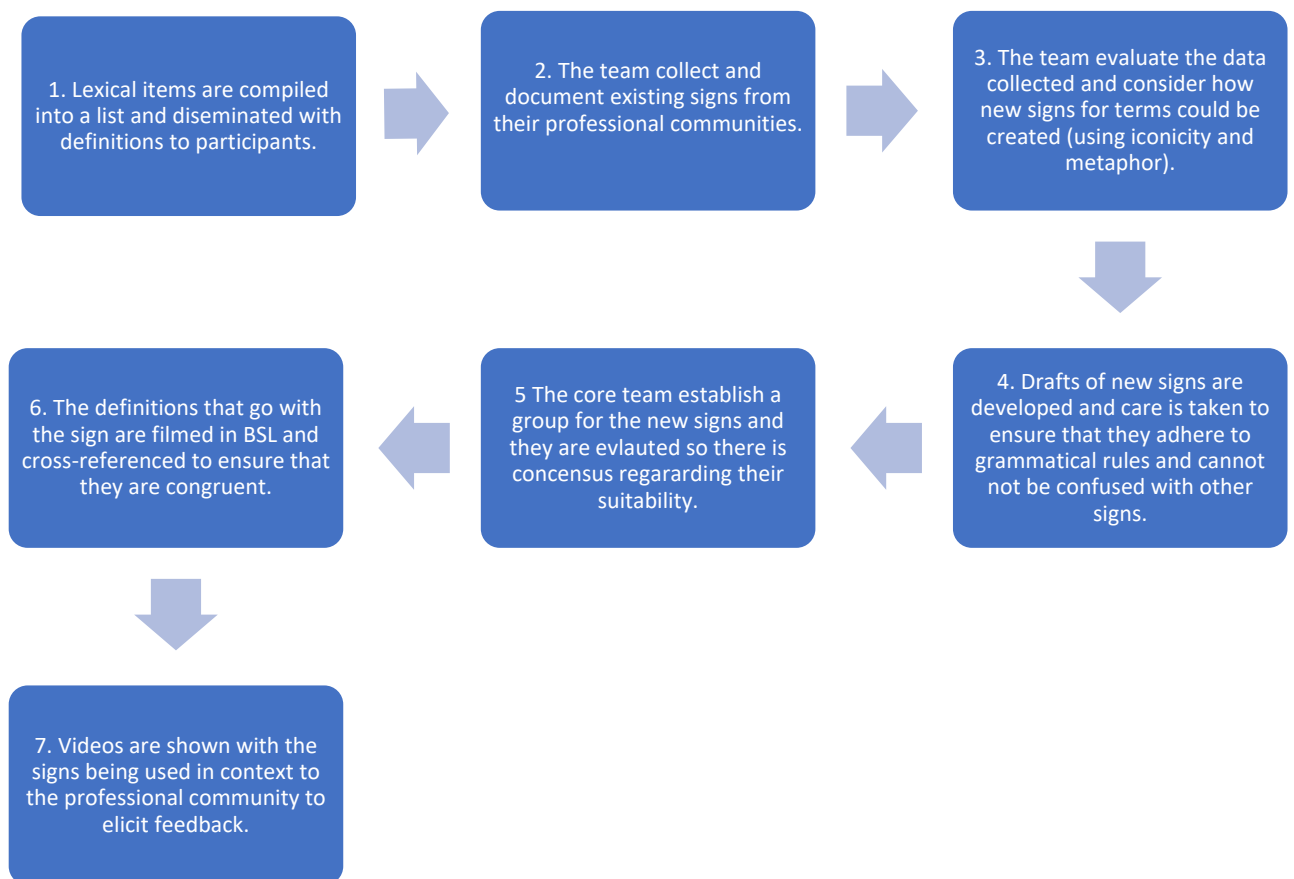 1. Lexical items are compiled
into a list and diseminated with
definitions to participants.
2. The team collect and
document existing signs from
their professional communities.
3. The team evaluate the data
collected and consider how
new signs for terms could be
created (using iconicity and
metaphor).
4. Drafts of new signs are
developed and care is taken to
ensure that they adhere to
grammatical rules and cannot
not be confused with other
signs.
5 The core team establish a
group for the new signs and
they are evlauted so there is
concensus regararding their
suitability.
6. The definitions that go with
the sign are filmed in BSL and
cross-referenced to ensure that
they are congruent.
7. Videos are shown with the
signs being used in context to
the professional community to
elicit feedback.